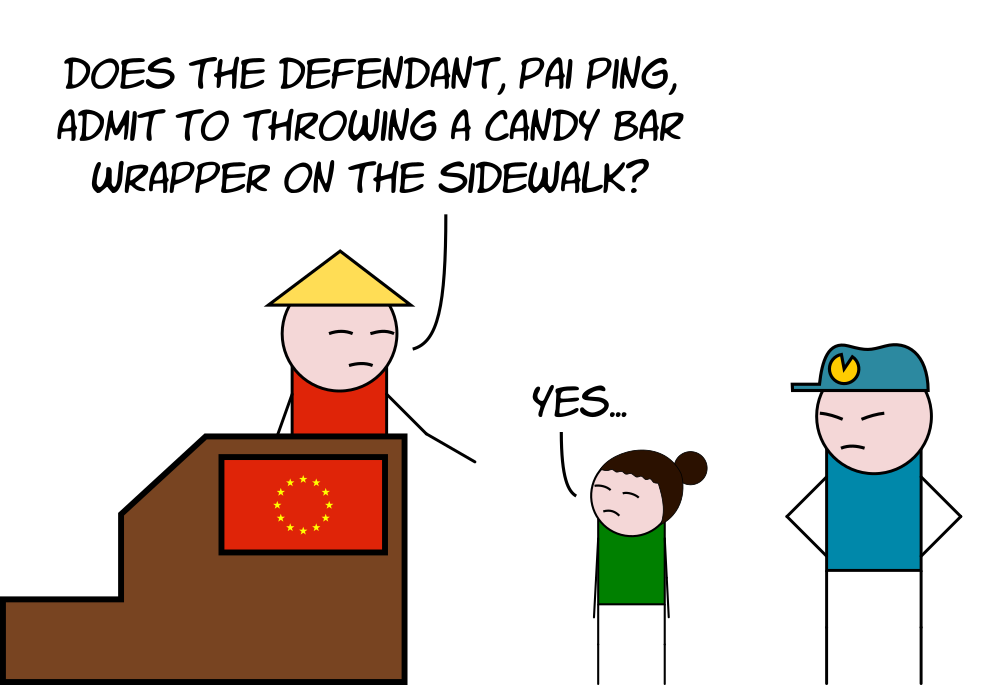 DOES THE DEFENDANT, PAI PING,
ADMIT TO THROWING A CANDY BAR
WRAPPER ON THE SIDEWALK?
YES...